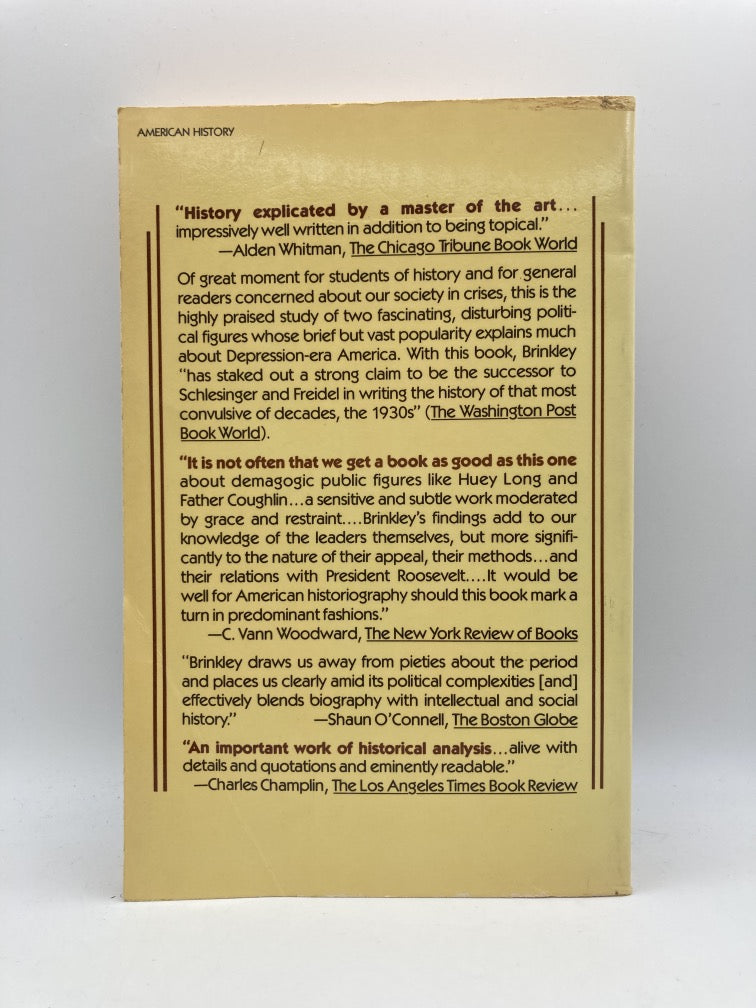 AMERICAN HISTORY
“History explicated by a master of the art...
impressively well written in addition to being topical.”
—Alden Whitman, The Chicago Tribune Book World
Of great moment for students of history and for general
readers concerned about our society in crises, this is the
highly praised study of two fascinating, disturbing politi-
cal figures whose brief but vast popularity explains much
about Depression-era America. With this book, Brinkley
“has staked out a strong claim to be the successor to
Schlesinger and Freidel in writing the history of that most
convulsive of decades, the 1930s” (The Washington Post
Book World).
“It is not often that we get a book as good as this one
about demagogic public figures like Huey Long and
Father Coughlin...a sensitive and subtle work moderated
by grace and restraint....Brinkley’s findings add to our
knowledge of the leaders themselves, but more signifi-
cantly to the nature of their appeal, their methods...and
their relations with President Roosevelt....It would be
well for American historiography should this book mark a
turn in predominant fashions.”
—C. Vann Woodward, The New York Review of Books
“Brinkley draws us away from pieties about the period
and places us clearly amid its political complexities [and]
effectively blends biography with intellectual and social
history.” —Shaun O’Connell, The Boston Globe
“An important work of historical analysis...alive with
details and quotations and eminently readable.”
—Charles Champlin, The Los Angeles Times Book Review